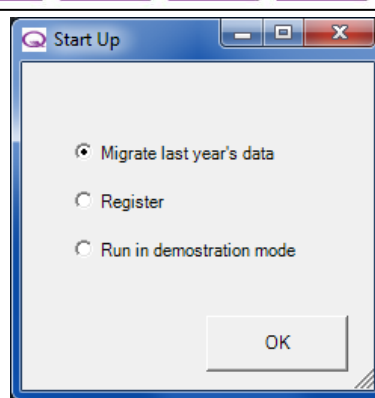 Start Up
Migrate last year's data
Register
Run in demostration mode
OK